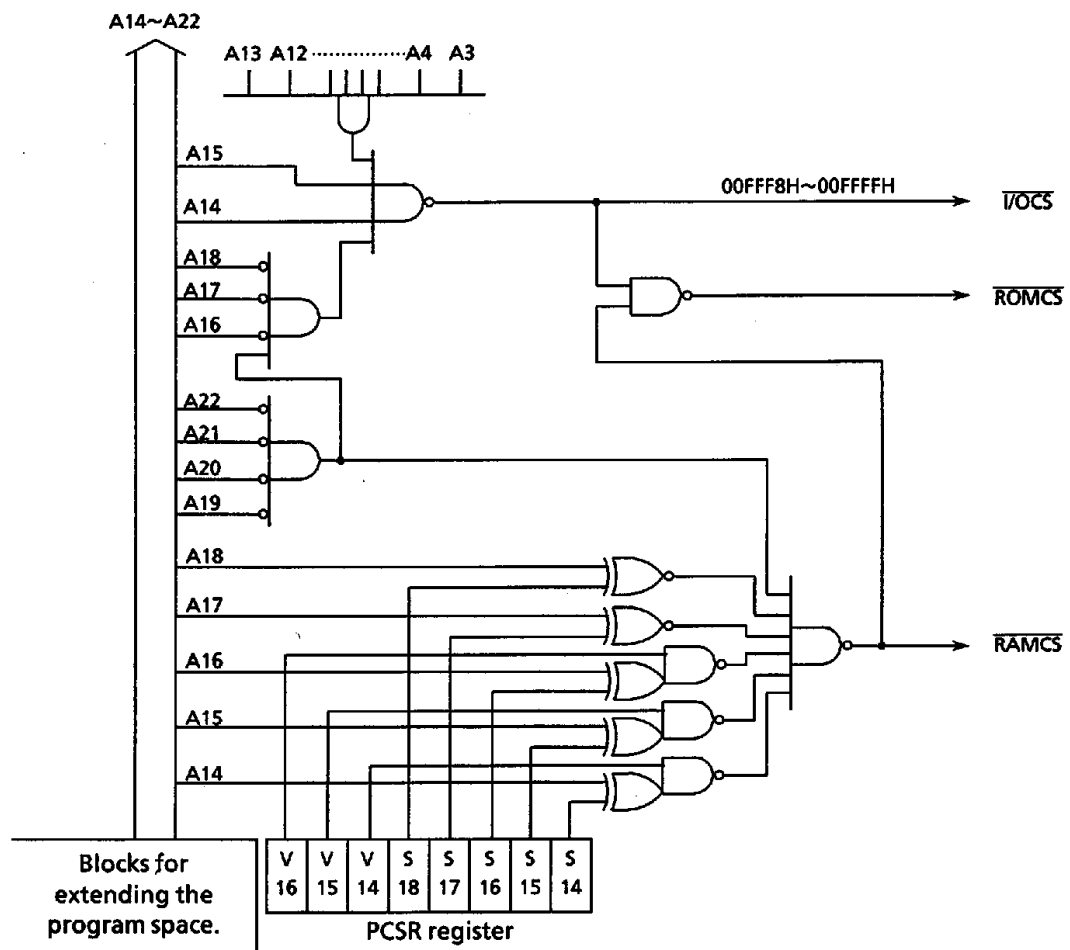 A14~A22
A13 A12 ········· A4 A3
A15
A14
00FFF8H~00FFFFH
I/OCS
A18
A17
A16
ROMCS
A22
A21
A20
A19
A18
A17
A16
RAMCS
A15
A14
Blocks for
extending the
program space.
V V V S S S S S
16 15 14 18 17 16 15 14
PCSR register